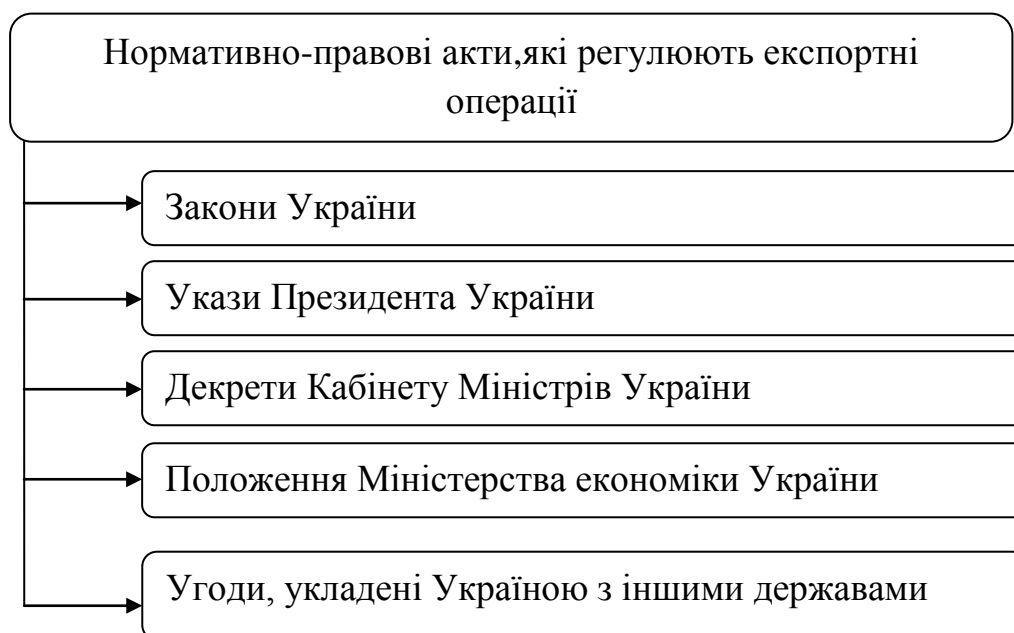 Нормативно-правові акти,які регулюють експортні
операції
Закони України
Укази Президента України
Декрети Кабінету Міністрів України
Положення Міністерства економіки України
Угоди, укладені Україною з іншими державами